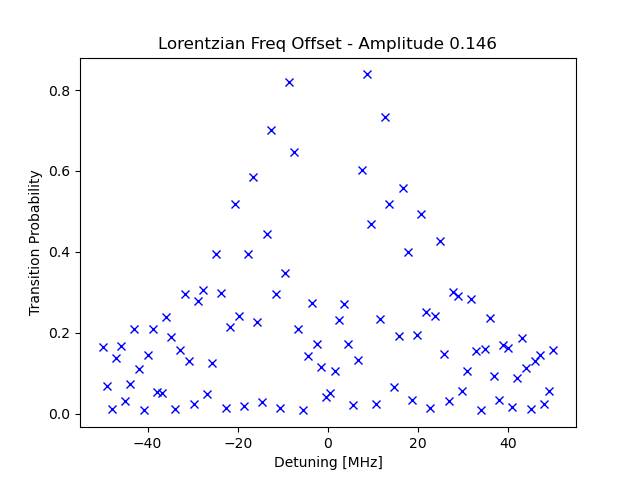 Lorentzian Freq Offset - Amplitude 0.146
Transition Probability
0.8
0.6
0.4
0.2
0.0
−40 −20 0 20 40
Detuning [MHz]